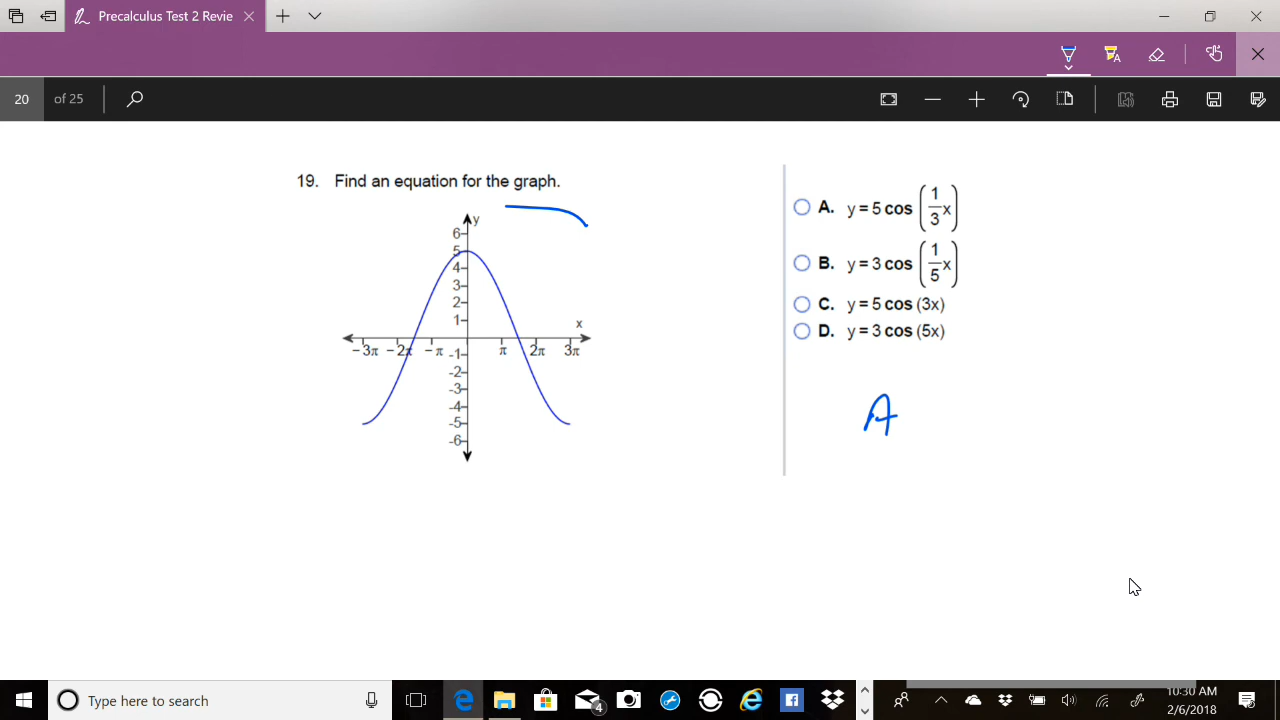 Precalculus Test 2 Revie
20 of 25
19. Find an equation for the graph.
y
6
5
4
3
2
1
x
-3π -2π -π π 2π 3π
-1
-2
-3
-4
-5
-6
A. y = 5 cos (1/3 x)
B. y = 3 cos (1/5 x)
C. y = 5 cos (3x)
D. y = 3 cos (5x)
A
Type here to search
4
10:30 AM
2/6/2018